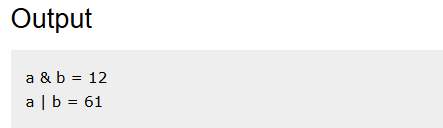 Output
a & b = 12
a | b = 61